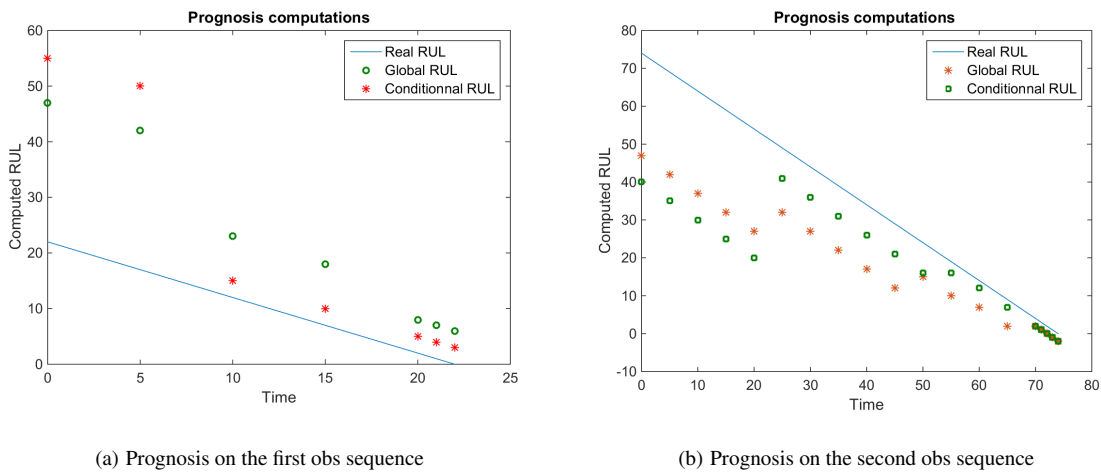 Prognosis computations
Real RUL
Global RUL
Conditionnal RUL
Computed RUL
60
50
40
30
20
10
0
0 5 10 15 20 25
Time
(a) Prognosis on the first obs sequence
Prognosis computations
Real RUL
Global RUL
Conditionnal RUL
Computed RUL
80
70
60
50
40
30
20
10
0
-10
0 10 20 30 40 50 60 70 80
Time
(b) Prognosis on the second obs sequence